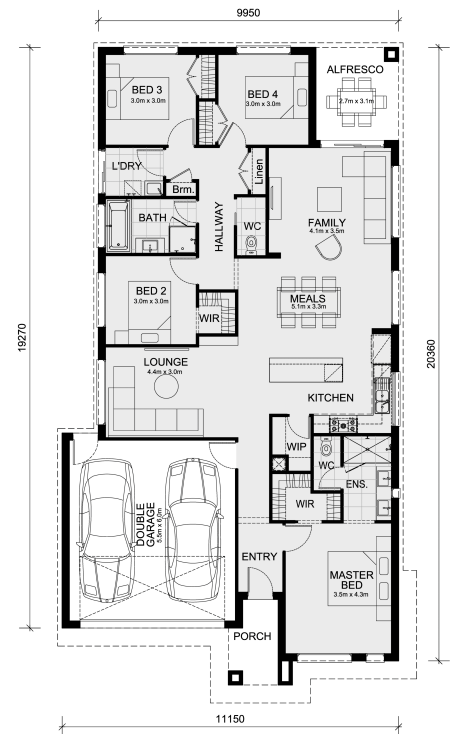 9950
ALFRESCO
2.7m x 3.1m
BED 3
3.0m x 3.0m
BED 4
3.0m x 3.0m
L'DRY
Brm.
Linen
BATH
HALLWAY
WC
FAMILY
4.1m x 3.5m
BED 2
3.0m x 3.0m
WIR
MEALS
5.1m x 3.3m
19270
20360
LOUNGE
4.4m x 3.0m
KITCHEN
WIP
WC
ENS.
WIR
DOUBLE
GARAGE
5.5m x 6.0m
ENTRY
MASTER
BED
3.5m x 4.3m
PORCH
11150